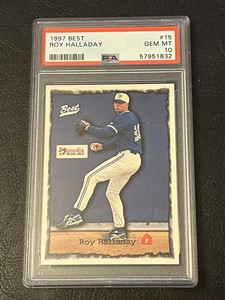 1997 BEST #15
ROY HALLADAY GEM MT
PSA 10
57951832
Best
Roy Halladay